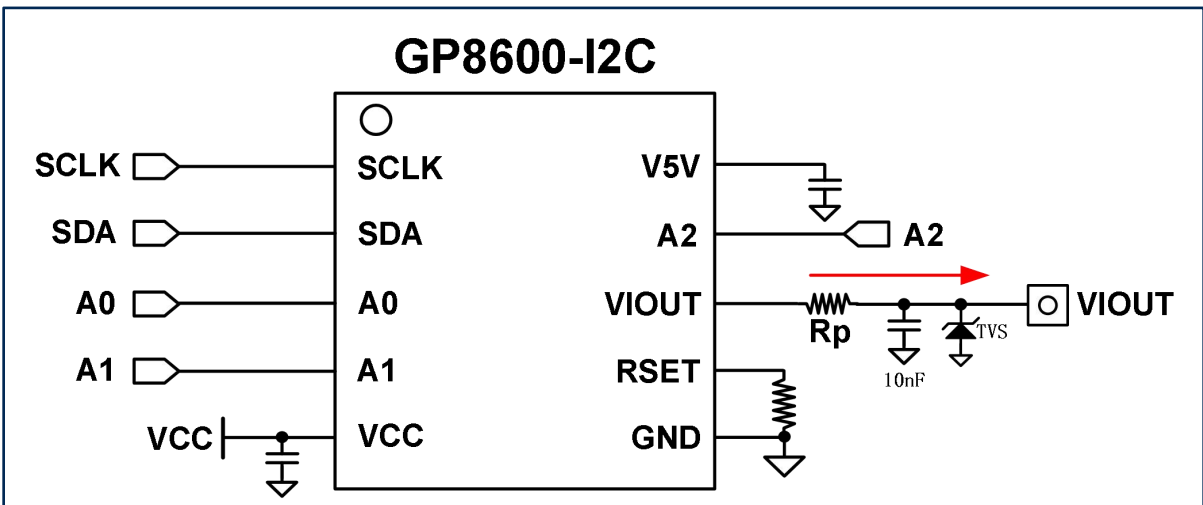 GP8600-I2C
SCLK SCLK V5V
SDA SDA A2 A2
A0 A0 VIOUT VIOUT
Rp TVS
10nF
A1 A1 RSET
VCC VCC GND